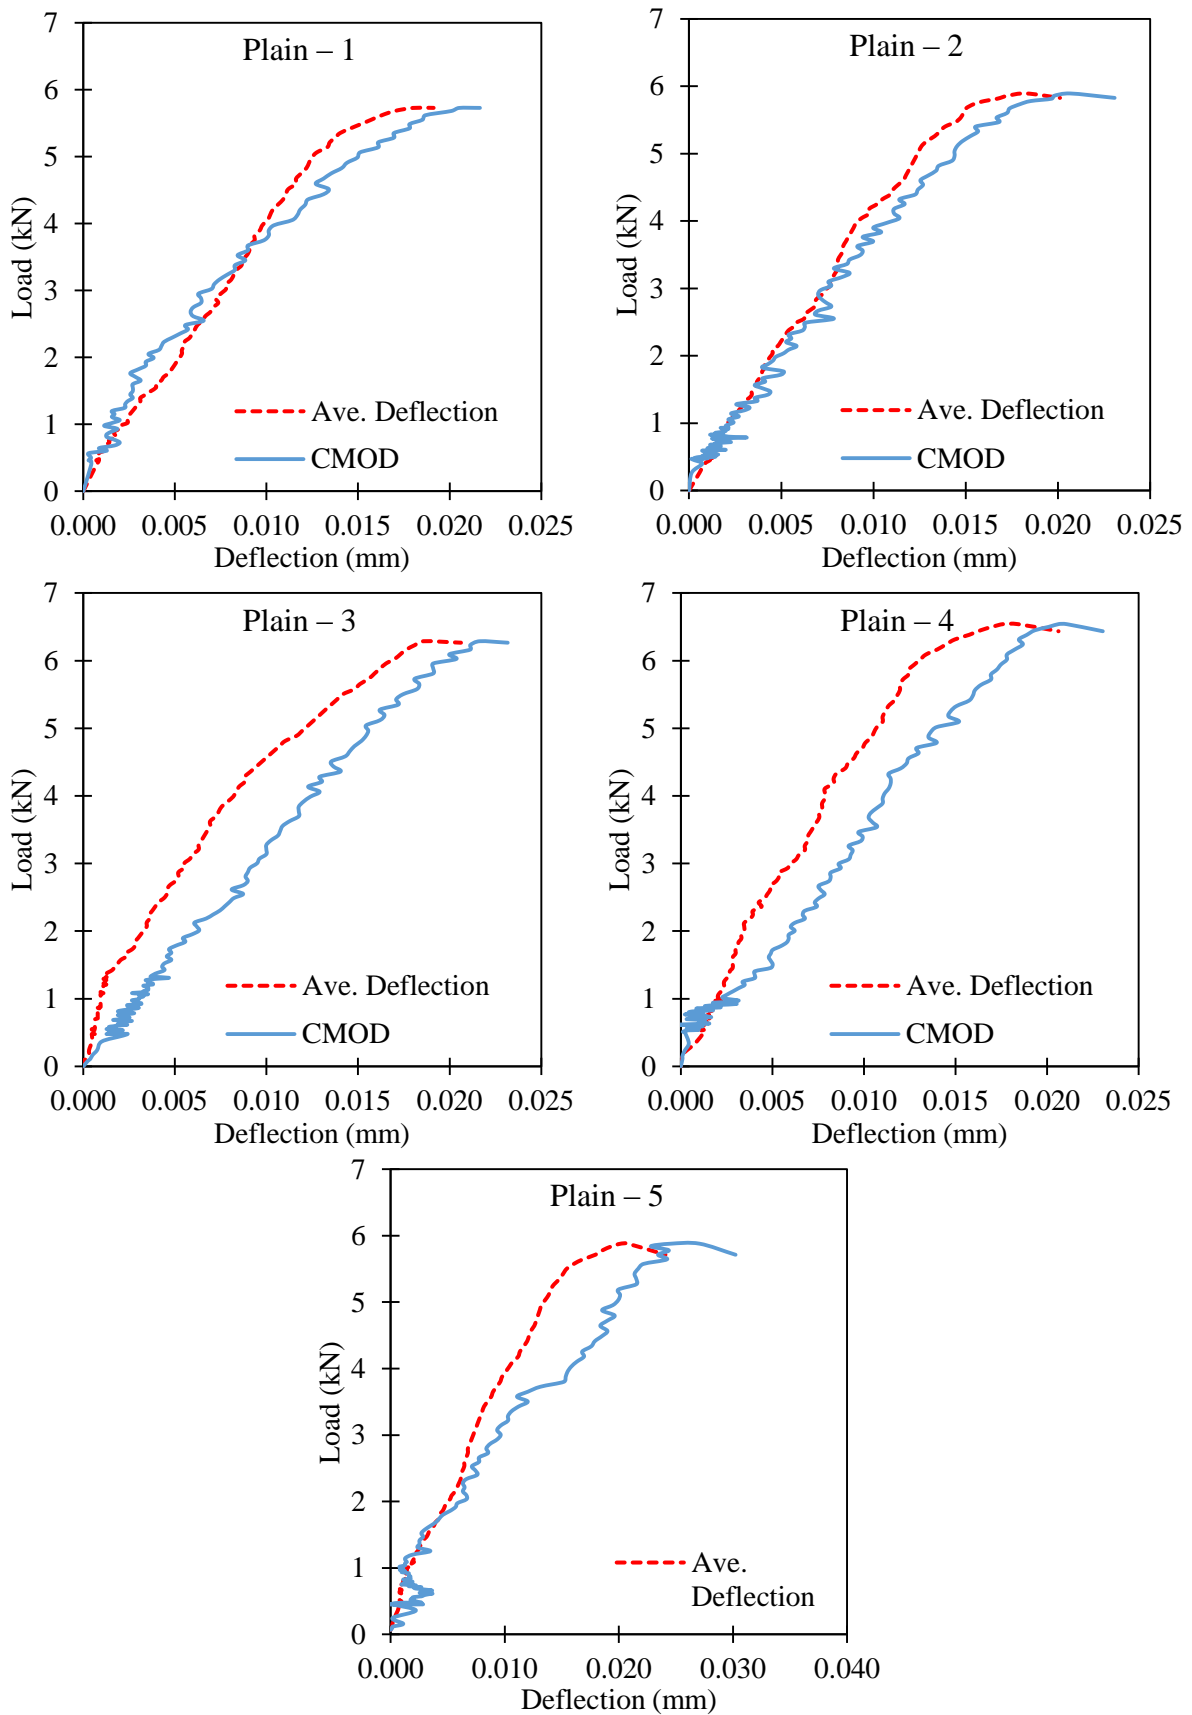 Plain – 1
7
6
5
4
3
2
1
0
Load (kN)
Ave. Deflection
CMOD
0.000 0.005 0.010 0.015 0.020 0.025
Deflection (mm)
Plain – 2
7
6
5
4
3
2
1
0
Load (kN)
Ave. Deflection
CMOD
0.000 0.005 0.010 0.015 0.020 0.025
Deflection (mm)
Plain – 3
7
6
5
4
3
2
1
0
Load (kN)
Ave. Deflection
CMOD
0.000 0.005 0.010 0.015 0.020 0.025
Deflection (mm)
Plain – 4
7
6
5
4
3
2
1
0
Load (kN)
Ave. Deflection
CMOD
0.000 0.005 0.010 0.015 0.020 0.025
Deflection (mm)
Plain – 5
7
6
5
4
3
2
1
0
Load (kN)
Ave.
Deflection
0.000 0.010 0.020 0.030 0.040
Deflection (mm)